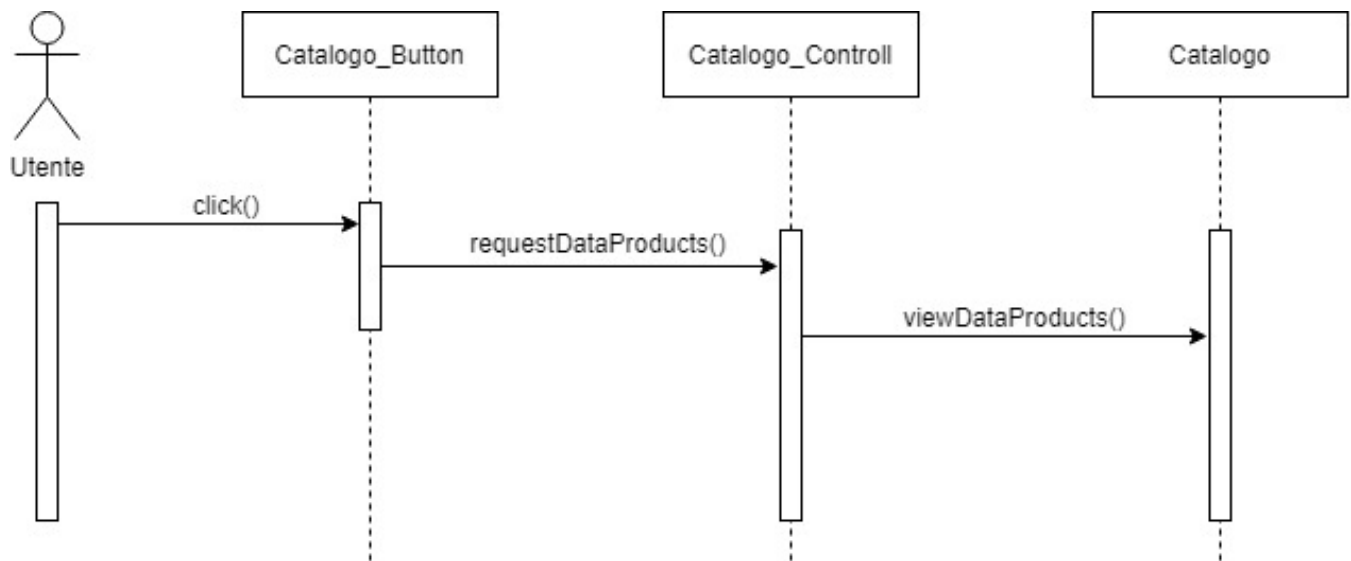 Catalogo_Button
Catalogo_Controll
Catalogo
Utente
click()
requestDataProducts()
viewDataProducts()